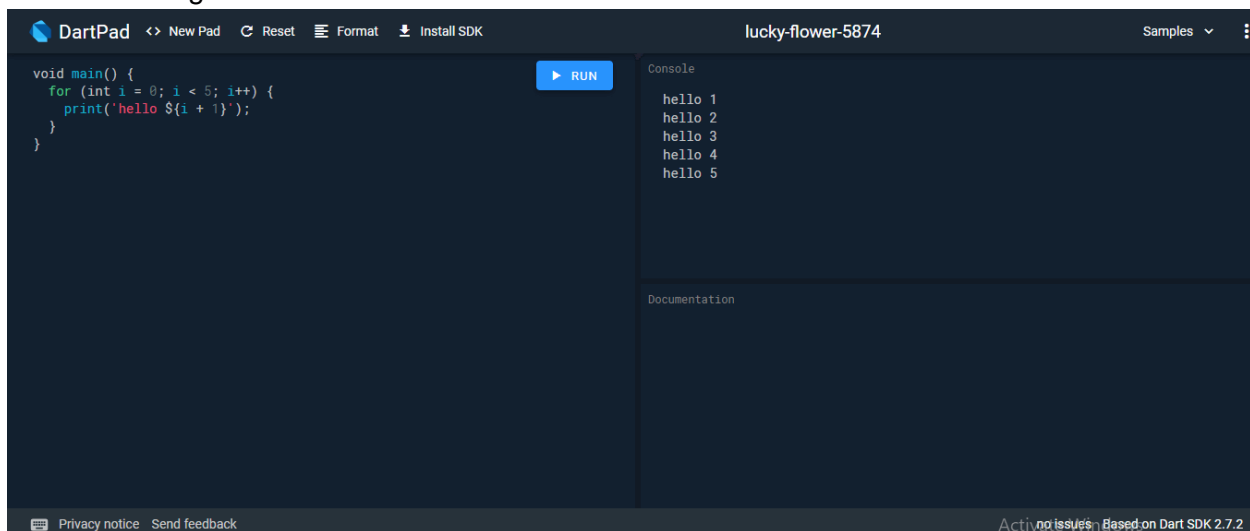 DartPad <> New Pad Reset Format Install SDK lucky-flower-5874 Samples
void main() {
for (int i = 0; i < 5; i++) {
print('hello ${i + 1}');
}
}
RUN
Console
hello 1
hello 2
hello 3
hello 4
hello 5
Documentation
Privacy notice Send feedback
Activate Windows
no issues Based on Dart SDK 2.7.2